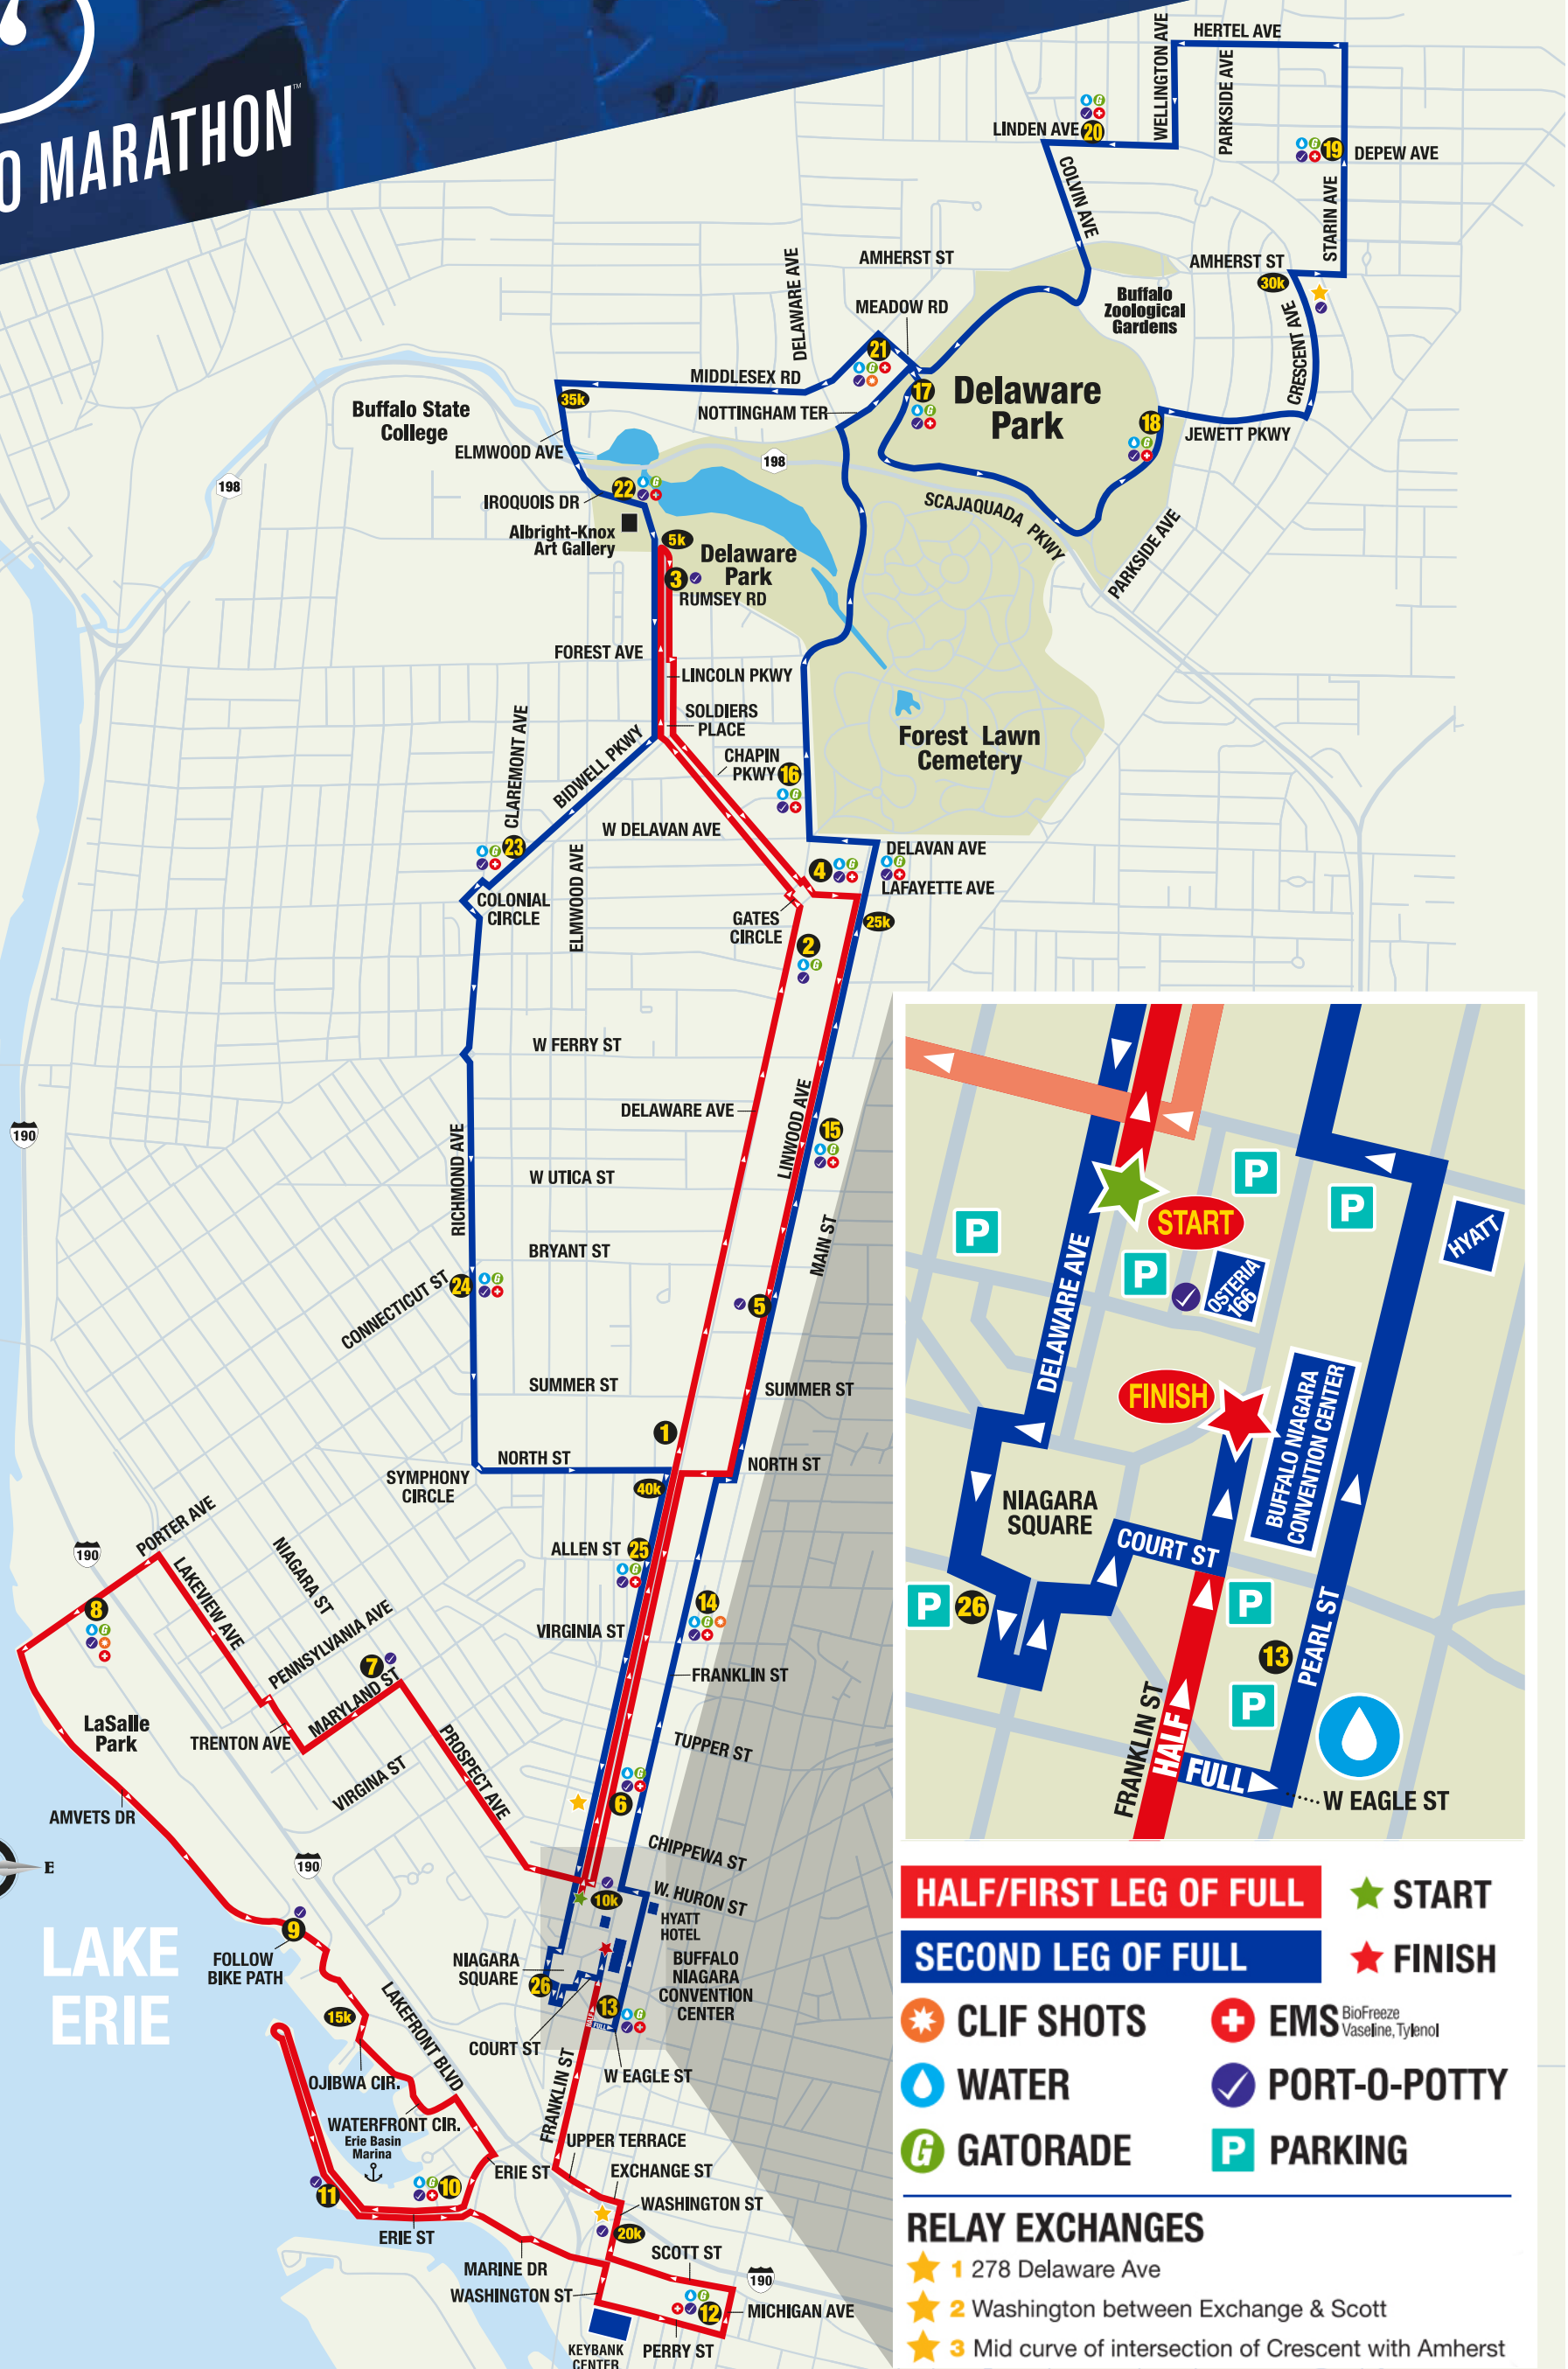 O MARATHON™
HERTEL AVE
WELLINGTON AVE
PARKSIDE AVE
LINDEN AVE
20
19
DEPEW AVE
COLVIN AVE
STARIN AVE
AMHERST ST
DELAWARE AVE
AMHERST ST
30k
Buffalo
Zoological
Gardens
MEADOW RD
CRESCENT AVE
21
MIDDLESEX RD
35k
17
Delaware
Park
NOTTINGHAM TER
18
JEWETT PKWY
Buffalo State
College
ELMWOOD AVE
198
198
IROQUOIS DR
22
SCAJAQUADA PKWY
PARKSIDE AVE
Albright-Knox
Art Gallery
5k
Delaware
Park
3
RUMSEY RD
FOREST AVE
LINCOLN PKWY
SOLDIERS
PLACE
CLAREMONT AVE
BIDWELL PKWY
CHAPIN
PKWY
16
Forest Lawn
Cemetery
W DELAVAN AVE
23
ELMWOOD AVE
DELAVAN AVE
4
LAFAYETTE AVE
COLONIAL
CIRCLE
GATES
CIRCLE
25k
2
W FERRY ST
190
DELAWARE AVE
LINWOOD AVE
15
RICHMOND AVE
W UTICA ST
MAIN ST
BRYANT ST
CONNECTICUT ST
24
5
SUMMER ST
SUMMER ST
1
NORTH ST
NORTH ST
SYMPHONY
CIRCLE
40k
PORTER AVE
190
NIAGARA ST
LAKEVIEW AVE
ALLEN ST
25
8
14
PENNSYLVANIA AVE
VIRGINIA ST
7
MARYLAND ST
FRANKLIN ST
LaSalle
Park
TRENTON AVE
PROSPECT AVE
TUPPER ST
VIRGINA ST
AMVETS DR
6
CHIPPEWA ST
E
190
10k
W. HURON ST
HYATT
HOTEL
9
FOLLOW
BIKE PATH
NIAGARA
SQUARE
26
BUFFALO
NIAGARA
CONVENTION
CENTER
LAKE
ERIE
15k
LAKEFRONT BLVD
13
HALF
FULL
COURT ST
W EAGLE ST
OJIBWA CIR.
FRANKLIN ST
WATERFRONT CIR.
Erie Basin
Marina
UPPER TERRACE
ERIE ST
EXCHANGE ST
11
10
WASHINGTON ST
20k
ERIE ST
SCOTT ST
MARINE DR
190
WASHINGTON ST
12
MICHIGAN AVE
PERRY ST
KEYBANK
CENTER
P
P
P
START
HYATT
DELAWARE AVE
P
OSTERIA
166
FINISH
BUFFALO NIAGARA
CONVENTION CENTER
NIAGARA
SQUARE
COURT ST
P
26
P
13
PEARL ST
P
FRANKLIN ST
HALF
FULL
W EAGLE ST
HALF/FIRST LEG OF FULL
START
SECOND LEG OF FULL
FINISH
CLIF SHOTS
EMS BioFreeze
Vaseline, Tylenol
WATER
PORT-O-POTTY
G GATORADE
P PARKING
RELAY EXCHANGES
1 278 Delaware Ave
2 Washington between Exchange & Scott
3 Mid curve of intersection of Crescent with Amherst